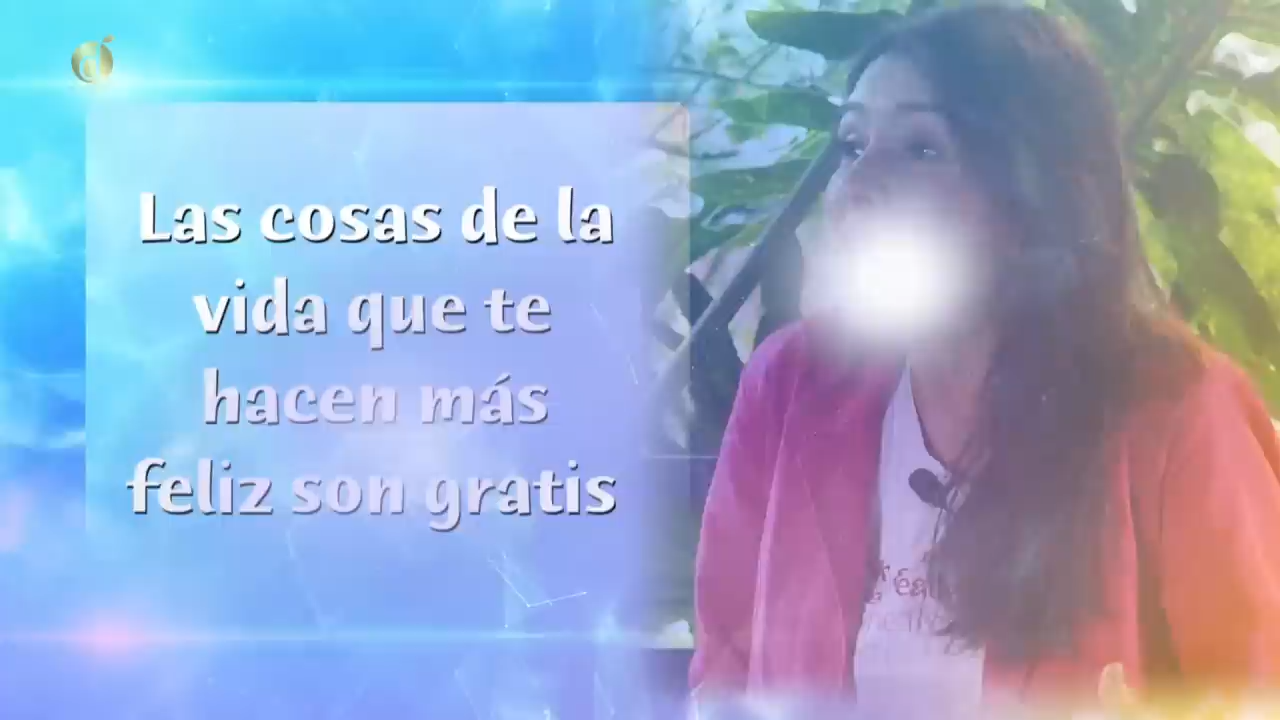 Las cosas de la
vida que te
hacen más
feliz son gratis